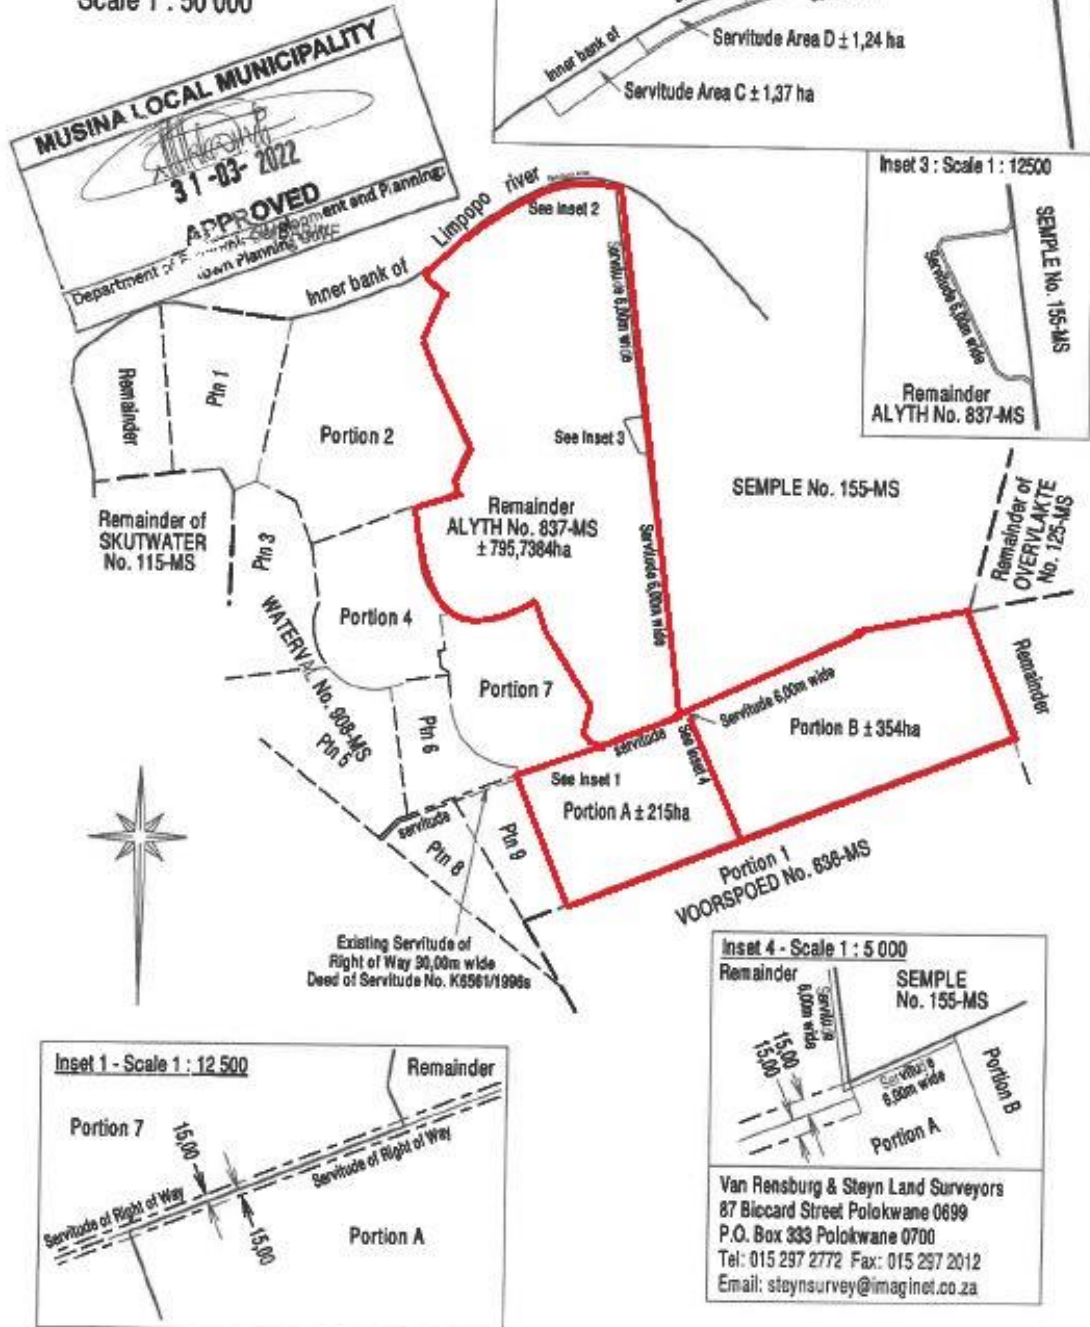 Scale 1 : 50 000
MUSINA LOCAL MUNICIPALITY
31 -03- 2022
APPROVED
Department of
and Planning:
Town Planning
Inner bank of
Servitude Area D ± 1,24 ha
Servitude Area C ± 1,37 ha
Inset 3 : Scale 1 : 12500
SEMPLE No. 155-MS
Servitude 6,00m wide
Remainder
ALYTH No. 837-MS
Inner bank of
Limpopo river
See Inset 2
Servitude 6,00m wide
Remainder
Ptn 1
Portion 2
See Inset 3
SEMPLE No. 155-MS
Remainder of
OVERVLAKTE
No. 125-MS
Remainder of
SKUTWATER
No. 115-MS
Ptn 3
Remainder
ALYTH No. 837-MS
± 795,7384ha
Servitude 6,00m wide
Portion 4
WATERVAL No. 908-MS
Ptn 5
Ptn 6
Portion 7
Servitude 6,00m wide
Remainder
Portion B ± 354ha
servitude
See Inset 4
See Inset 1
Portion A ± 215ha
servitude
Ptn 8
Ptn 9
Portion 1
VOORSPOED No. 636-MS
Existing Servitude of
Right of Way 30,00m wide
Deed of Servitude No. K6561/1996s
Inset 4 - Scale 1 : 5 000
Remainder
Servitude
6,00m wide
SEMPLE
No. 155-MS
15,00
15,00
Servitude
6,00m wide
Portion B
Portion A
Van Rensburg & Steyn Land Surveyors
87 Biccard Street Polokwane 0699
P.O. Box 333 Polokwane 0700
Tel: 015 297 2772 Fax: 015 297 2012
Email: steynsurvey@imaginet.co.za
Inset 1 - Scale 1 : 12 500
Remainder
Portion 7
15,00
Servitude of Right of Way
Servitude of Right of Way
15,00
Portion A